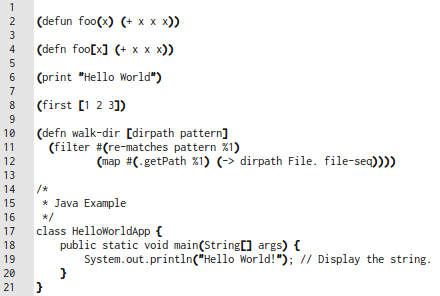 1
2 (defun foo(x) (+ x x x))
3
4 (defn foo[x] (+ x x x))
5
6 (print "Hello World")
7
8 (first [1 2 3])
9
10 (defn walk-dir [dirpath pattern]
11   (filter #(re-matches pattern %1)
12           (map #(.getPath %1) (-> dirpath File. file-seq))))
13
14 /*
15  * Java Example
16  */
17 class HelloWorldApp {
18     public static void main(String[] args) {
19         System.out.println("Hello World!"); // Display the string.
20     }
21 }